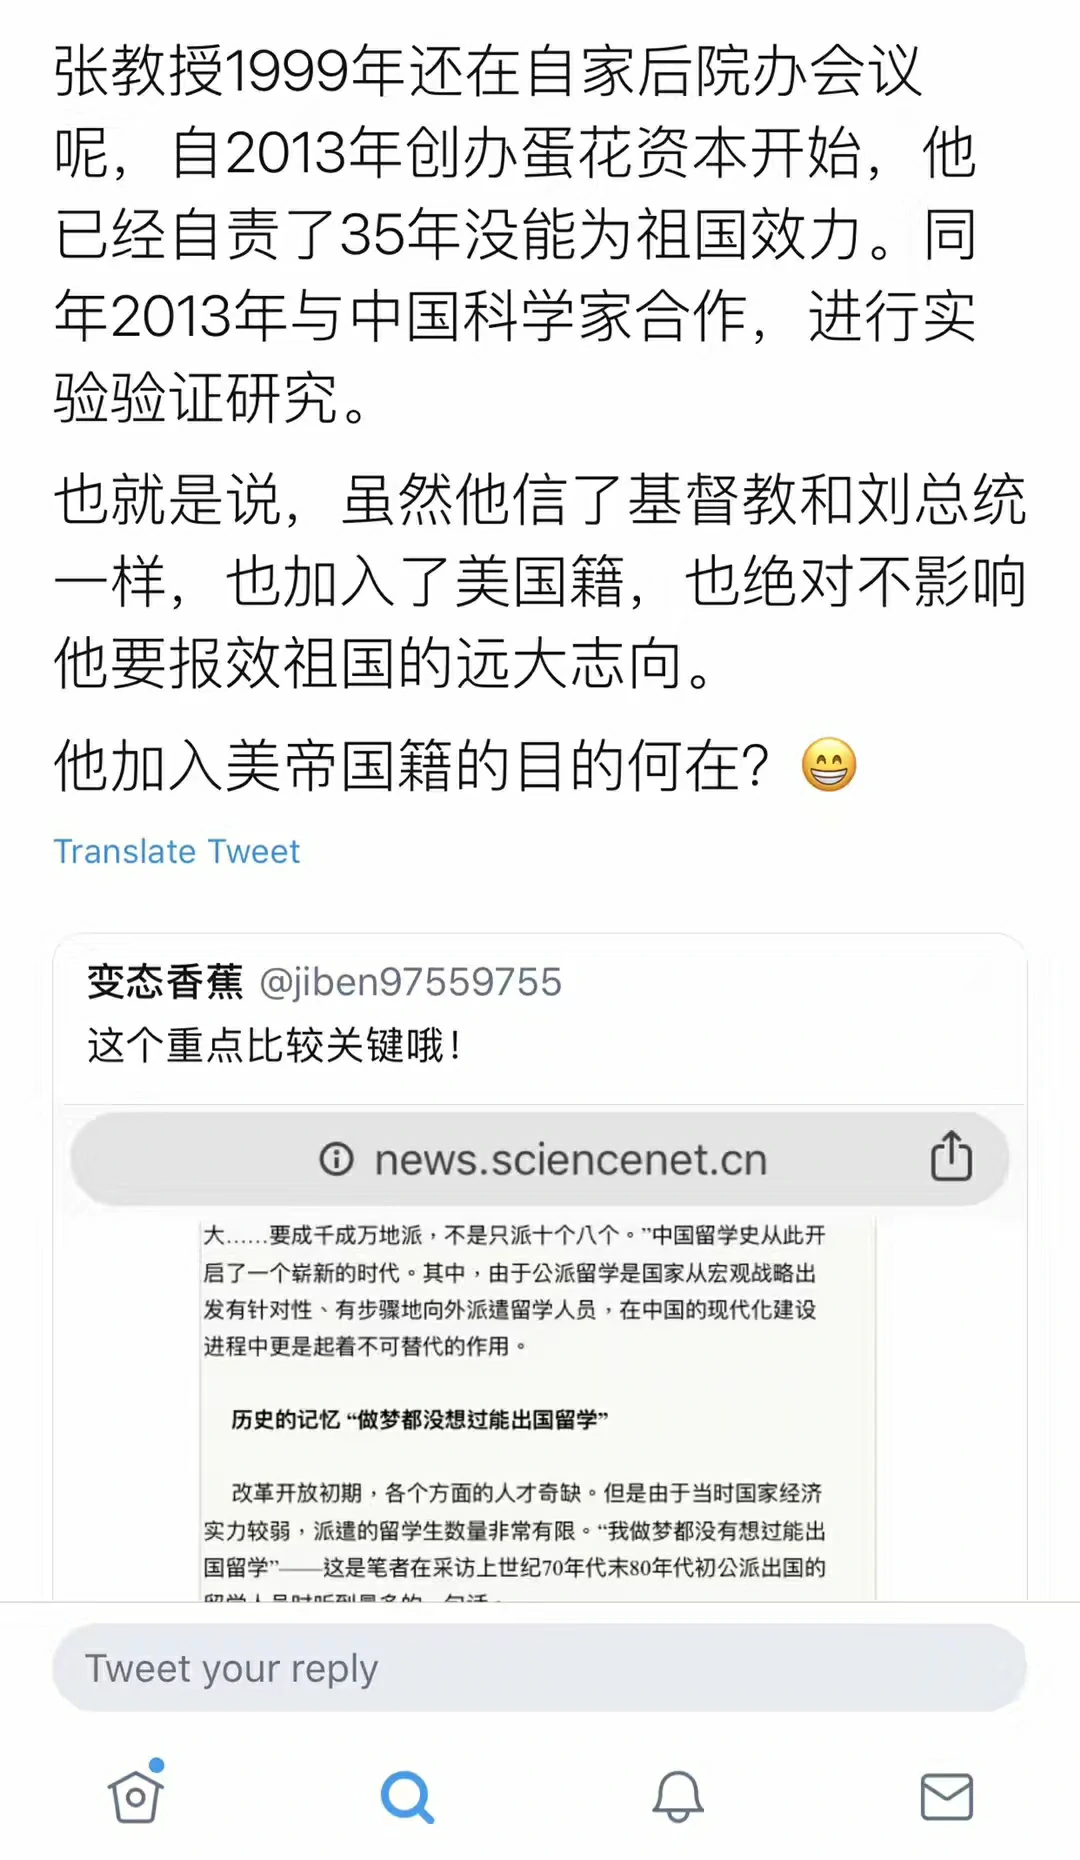 张教授1999年还在自家后院办会议
呢，自2013年创办蛋花资本开始，他
已经自责了35年没能为祖国效力。同
年2013年与中国科学家合作，进行实
验验证研究。
也就是说，虽然他信了基督教和刘总统
一样，也加入了美国籍，也绝对不影响
他要报效祖国的远大志向。
他加入美帝国籍的目的何在？😁
Translate Tweet
变态香蕉 @jiben97559755
这个重点比较关键哦！
news.sciencenet.cn
大……要成千成万地派，不是只派十个八个。”中国留学史从此开
启了一个崭新的时代。其中，由于公派留学是国家从宏观战略出
发有针对性、有步骤地向外派遣留学人员，在中国的现代化建设
进程中更是起着不可替代的作用。
历史的记忆 “做梦都没想过能出国留学”
改革开放初期，各个方面的人才奇缺。但是由于当时国家经济
实力较弱，派遣的留学生数量非常有限。“我做梦都没有想过能出
国留学”——这是笔者在采访上世纪70年代末80年代初公派出国的
留学人员时听到最多的一句话。
Tweet your reply